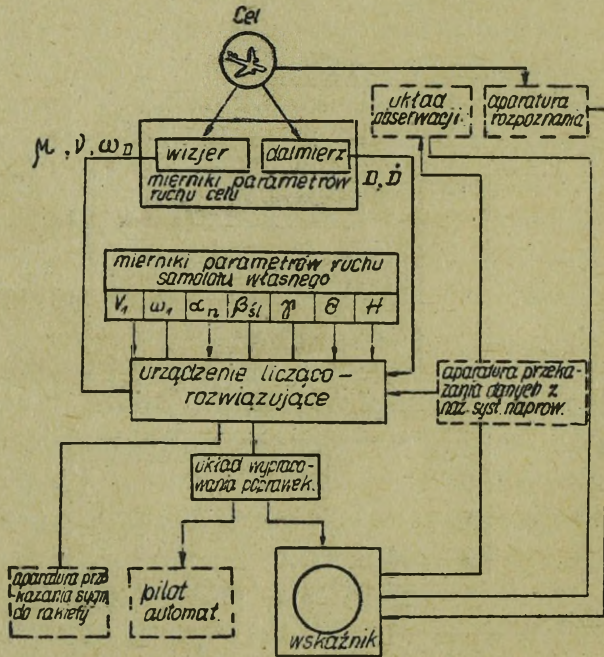 Cel
układ obserwacji.
aparatura rozpoznania
μ, ν, ω_D
wizjer
dalmierz
mierniki parametrów ruchu celu
D, Ḋ
mierniki parametrów ruchu
samolotu własnego
V₁ ω₁ α_n β_śl γ Θ H
urządzenie licząco-
rozwiązujące
aparatura przeka-
zania danych z
naz. syst. naprow.
układ wypraco-
wania poprawek.
aparatura prze-
kazania sygn.
do rakiety
pilot
automat.
wskaźnik